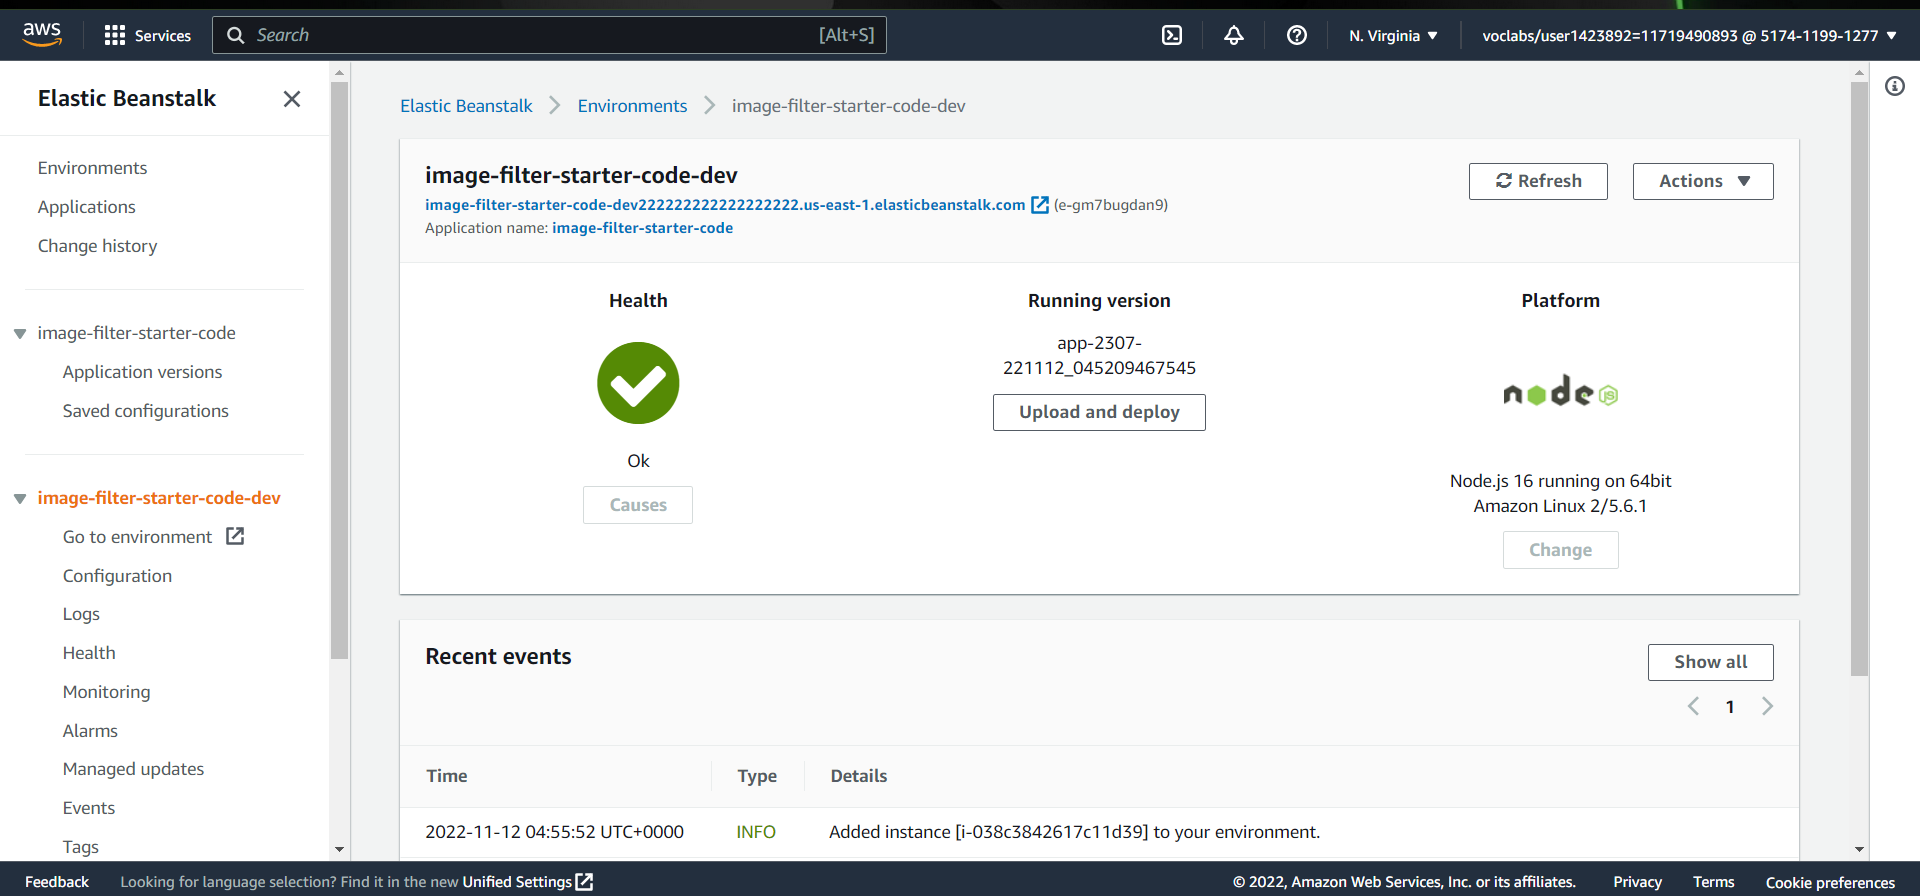 aws
Services
Search
[Alt+S]
N. Virginia
voclabs/user1423892=11719490893 @ 5174-1199-1277
Elastic Beanstalk
Environments
Applications
Change history
image-filter-starter-code
Application versions
Saved configurations
image-filter-starter-code-dev
Go to environment
Configuration
Logs
Health
Monitoring
Alarms
Managed updates
Events
Tags
Elastic Beanstalk
Environments
image-filter-starter-code-dev
image-filter-starter-code-dev
image-filter-starter-code-dev222222222222222222.us-east-1.elasticbeanstalk.com (e-gm7bugdan9)
Application name: image-filter-starter-code
Refresh
Actions
Health
Ok
Causes
Running version
app-2307-
221112_045209467545
Upload and deploy
Platform
node
JS
Node.js 16 running on 64bit
Amazon Linux 2/5.6.1
Change
Recent events
Show all
1
Time
Type
Details
2022-11-12 04:55:52 UTC+0000
INFO
Added instance [i-038c3842617c11d39] to your environment.
Feedback
Looking for language selection? Find it in the new Unified Settings
© 2022, Amazon Web Services, Inc. or its affiliates.
Privacy
Terms
Cookie preferences